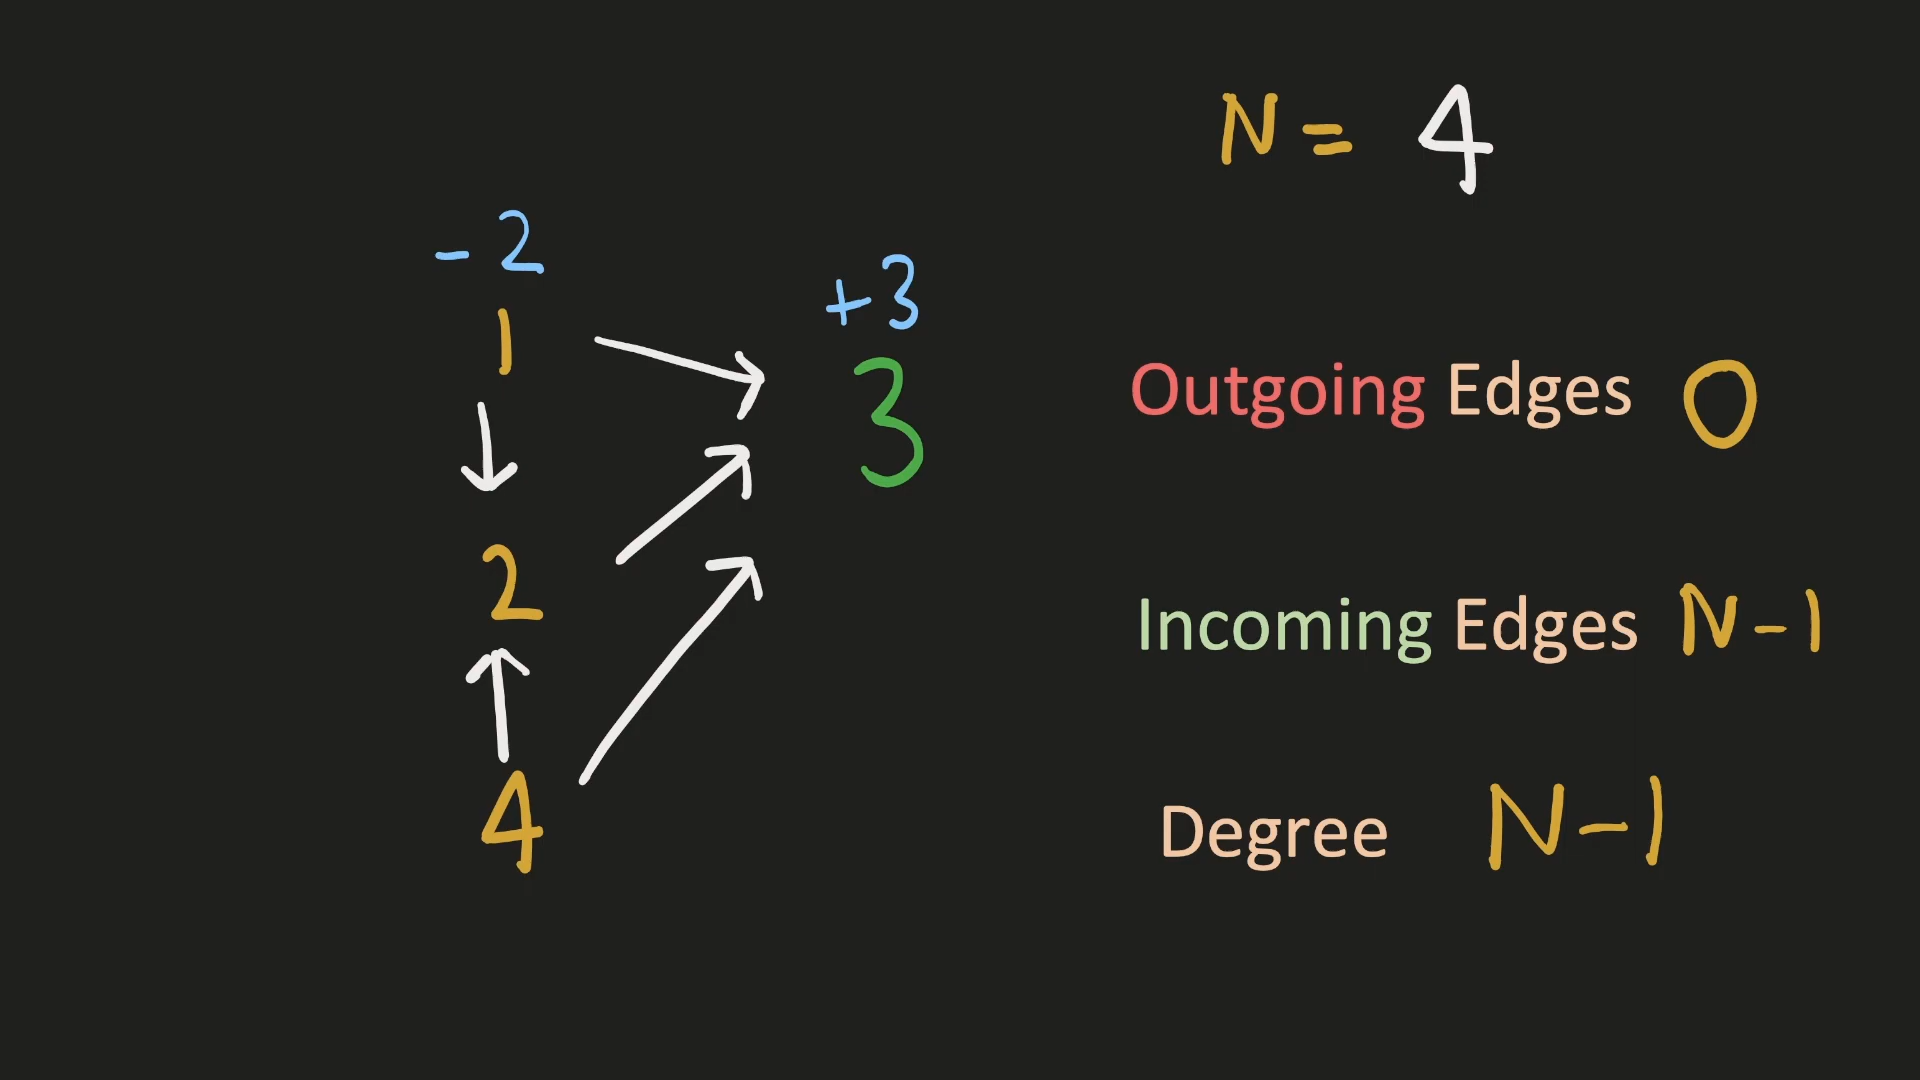 N = 4
- 2
1
+3
3
2
4
Outgoing Edges 0
Incoming Edges N-1
Degree N-1